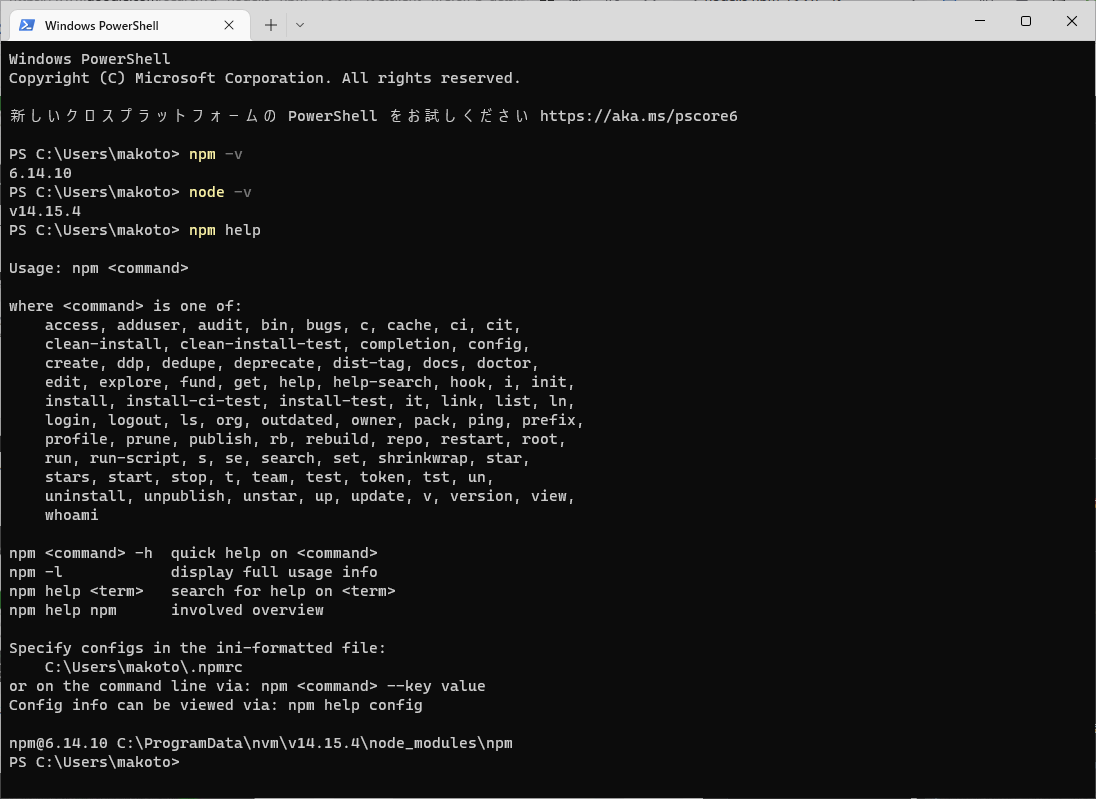 Windows PowerShell
Windows PowerShell
Copyright (C) Microsoft Corporation. All rights reserved.
新しいクロスプラットフォームの PowerShell をお試しください https://aka.ms/pscore6
PS C:\Users\makoto> npm -v
6.14.10
PS C:\Users\makoto> node -v
v14.15.4
PS C:\Users\makoto> npm help
Usage: npm <command>
where <command> is one of:
access, adduser, audit, bin, bugs, c, cache, ci, cit,
clean-install, clean-install-test, completion, config,
create, ddp, dedupe, deprecate, dist-tag, docs, doctor,
edit, explore, fund, get, help, help-search, hook, i, init,
install, install-ci-test, install-test, it, link, list, ln,
login, logout, ls, org, outdated, owner, pack, ping, prefix,
profile, prune, publish, rb, rebuild, repo, restart, root,
run, run-script, s, se, search, set, shrinkwrap, star,
stars, start, stop, t, team, test, token, tst, un,
uninstall, unpublish, unstar, up, update, v, version, view,
whoami
npm <command> -h  quick help on <command>
npm -l            display full usage info
npm help <term>   search for help on <term>
npm help npm      involved overview
Specify configs in the ini-formatted file:
C:\Users\makoto\.npmrc
or on the command line via: npm <command> --key value
Config info can be viewed via: npm help config
npm@6.14.10 C:\ProgramData\nvm\v14.15.4\node_modules\npm
PS C:\Users\makoto>